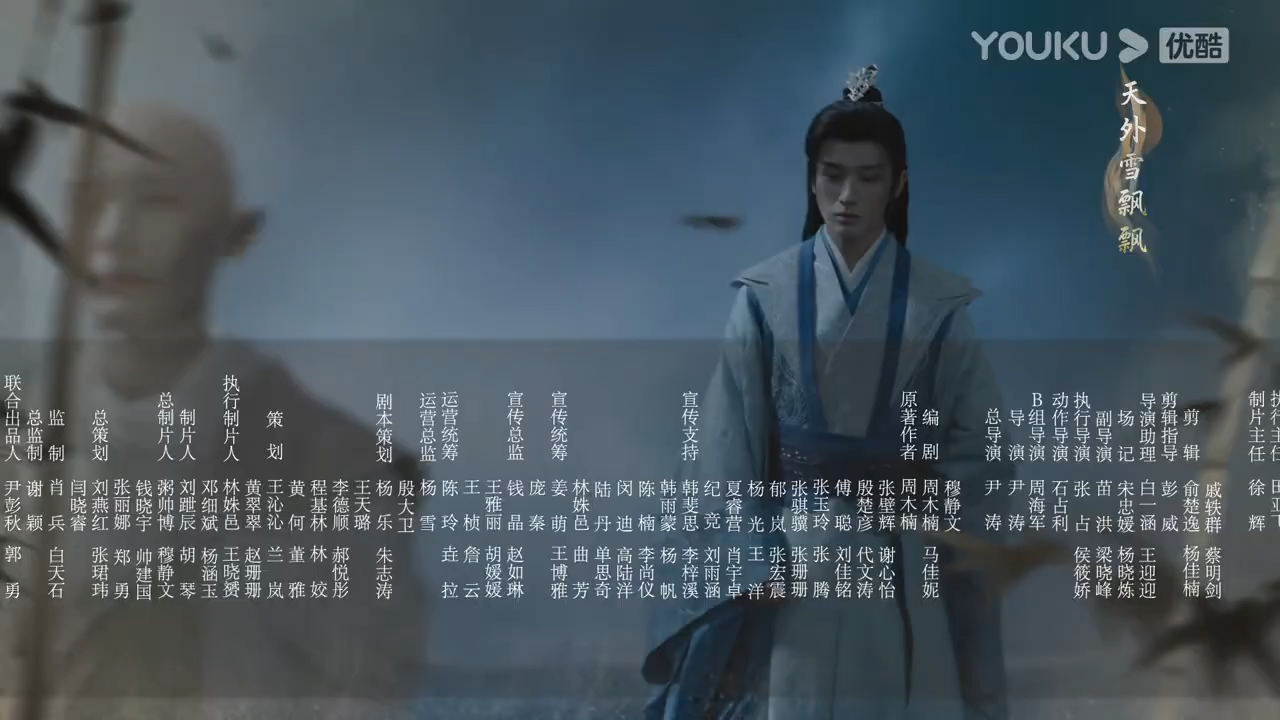 YOUKU 优酷
天外雪飘飘
联合出品人 尹彭秋 郭勇
总监制 谢颖
监制 肖兵 白天石
闫晓睿
总策划 刘燕红 张珺玮
张丽娜 郑勇
钱晓宇 帅建国
总制片人 粥师博 穆静文
制片人 刘甡辰 胡琴
邓细斌 杨涵玉
执行制片人 林姝邑 王晓赟
黄翠翠 赵珊珊
策划 王沁沁 兰岚
黄何 董雅
程基林 林姣
李德顺 郝悦彤
王天璐
剧本策划 杨乐 朱志涛
殷大卫
运营总监 杨雪
运营统筹 陈玲 垚拉
王桢 詹云
王雅丽 胡媛媛
宣传总监 钱晶 赵如琳
庞秦
宣传统筹 姜萌 王博雅
林姝邑 曲芳
陆丹 单思奇
闵迪 高陆洋
陈楠 李尚仪
韩雨蒙 杨帆
宣传支持 韩斐思 李梓溪
纪竞 刘雨涵
夏睿营 肖宇卓
杨光 王洋
郁岚 张宏震
张骐骥 张珊珊
张玉玲 张腾
傅聪 刘佳铭
殷楚彦 代文涛
张壁辉 谢心怡
原著作者 周木楠
编剧 周木楠 马佳妮
穆静文
总导演 尹涛
导演 尹涛
B组导演 周海军
动作导演 石占利
执行导演 张占 侯筱娇
副导演 苗洪 梁晓峰
场记 宋忠媛 杨晓炼
导演助理 白一涵 王迎迎
剪辑指导 彭威
剪辑 俞楚逸 杨佳楠
戚轶群 蔡明剑
制片主任 徐辉